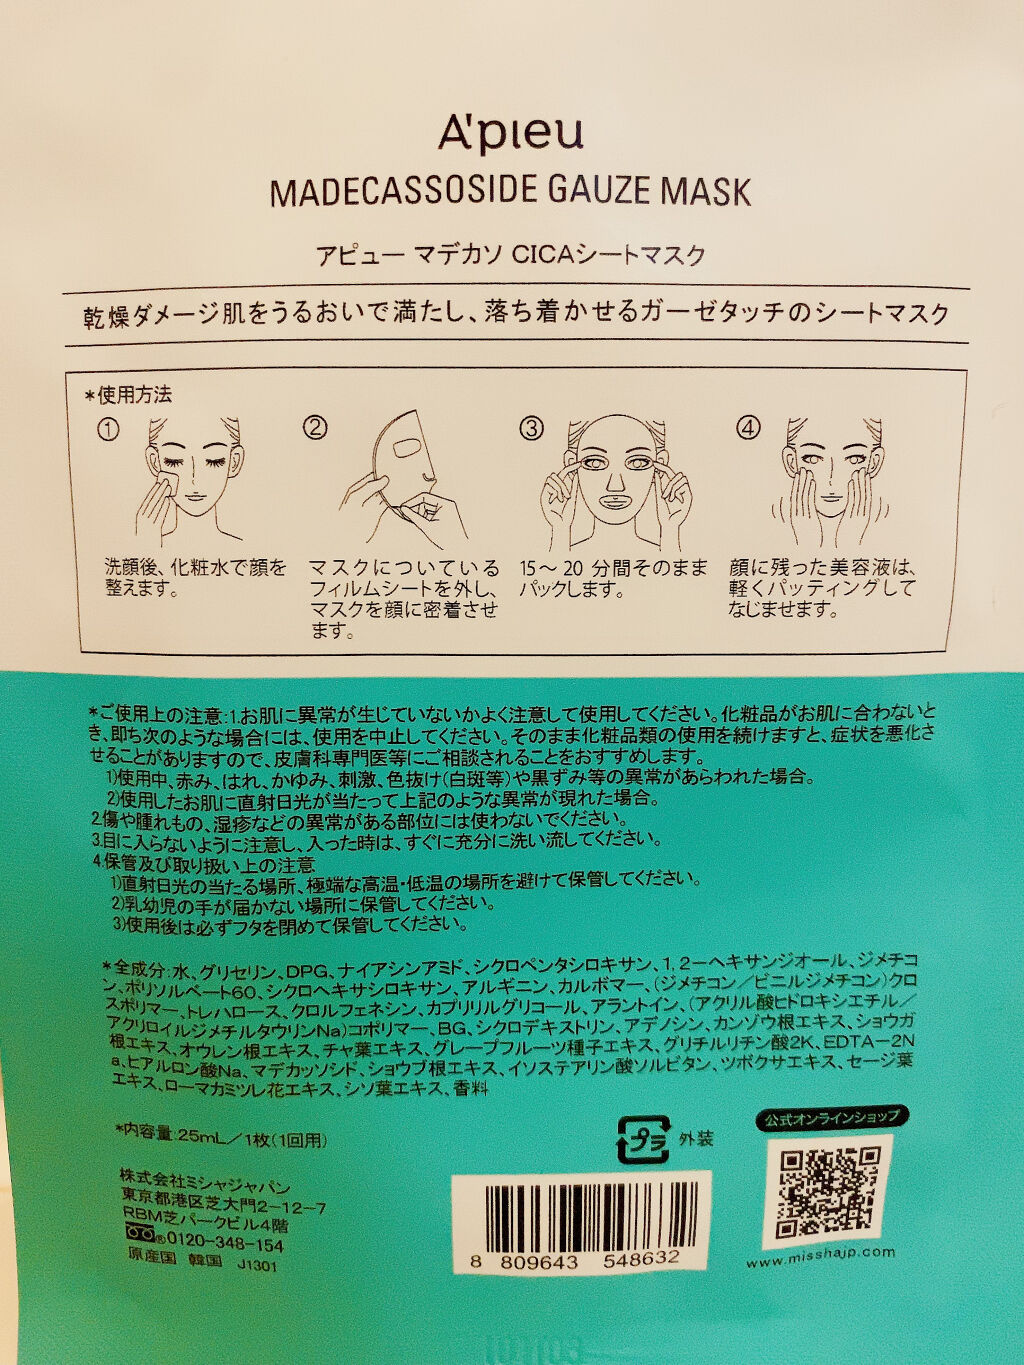 A'pieu
MADECASSOSIDE GAUZE MASK
アピュー マデカソ CICAシートマスク
乾燥ダメージ肌をうるおいで満たし、落ち着かせるガーゼタッチのシートマスク
*使用方法
①
洗顔後、化粧水で顔を
整えます。
②
マスクについている
フィルムシートを外し、
マスクを顔に密着させ
ます。
③
15～20 分間そのまま
パックします。
④
顔に残った美容液は、
軽くパッティングして
なじませます。
*ご使用上の注意:1.お肌に異常が生じていないかよく注意して使用してください。化粧品がお肌に合わないと
き、即ち次のような場合には、使用を中止してください。そのまま化粧品類の使用を続けますと、症状を悪化さ
せることがありますので、皮膚科専門医等にご相談されることをおすすめします。
1)使用中、赤み、はれ、かゆみ、刺激、色抜け(白斑等)や黒ずみ等の異常があらわれた場合。
2)使用したお肌に直射日光が当たって上記のような異常が現れた場合。
2.傷や腫れもの、湿疹などの異常がある部位には使わないでください。
3.目に入らないように注意し、入った時は、すぐに充分に洗い流してください。
4.保管及び取り扱い上の注意
1)直射日光の当たる場所、極端な高温・低温の場所を避けて保管してください。
2)乳幼児の手が届かない場所に保管してください。
3)使用後は必ずフタを閉めて保管してください。
*全成分:水、グリセリン、DPG、ナイアシンアミド、シクロペンタシロキサン、1,2-ヘキサンジオール、ジメチコ
ン、ポリソルベート60、シクロヘキサシロキサン、アルギニン、カルボマー、(ジメチコン/ビニルジメチコン)クロ
スポリマー、トレハロース、クロルフェネシン、カプリリルグリコール、アラントイン、(アクリル酸ヒドロキシエチル/
アクリロイルジメチルタウリンNa)コポリマー、BG、シクロデキストリン、アデノシン、カンゾウ根エキス、ショウガ
根エキス、オウレン根エキス、チャ葉エキス、グレープフルーツ種子エキス、グリチルリチン酸2K、EDTA-2N
a、ヒアルロン酸Na、マデカッソシド、ショウブ根エキス、イソステアリン酸ソルビタン、ツボクサエキス、セージ葉
エキス、ローマカミツレ花エキス、シソ葉エキス、香料
*内容量:25mL/1枚(1回用)
株式会社ミシャジャパン
東京都港区芝大門2-12-7
RBM芝パークビル4階
®0120-348-154
原産国 韓国 J1301
プラ 外装
8 809643 548632
公式オンラインショップ
www.misshajp.com